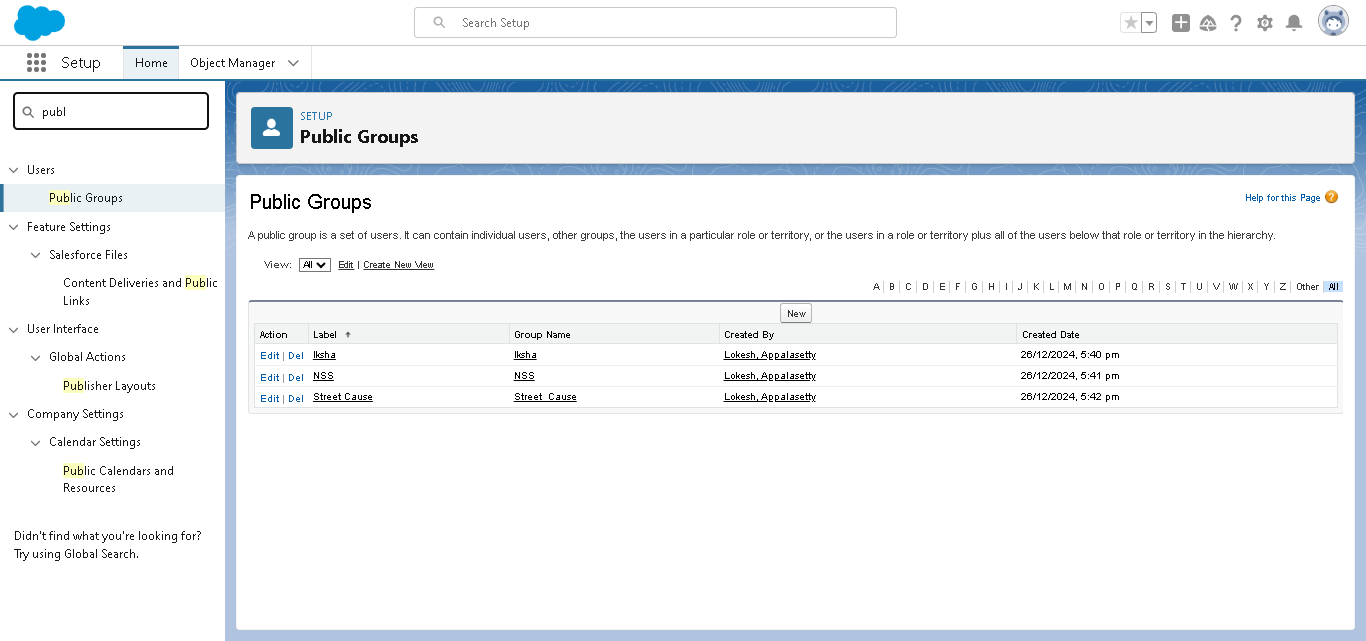 Search Setup
Setup
Home
Object Manager
publ
Users
Public Groups
Feature Settings
Salesforce Files
Content Deliveries and Public
Links
User Interface
Global Actions
Publisher Layouts
Company Settings
Calendar Settings
Public Calendars and
Resources
Didn't find what you're looking for?
Try using Global Search.
SETUP
Public Groups
Public Groups
Help for this Page ?
A public group is a set of users. It can contain individual users, other groups, the users in a particular role or territory, or the users in a role or territory plus all of the users below that role or territory in the hierarchy.
View: All Edit | Create New View
A | B | C | D | E | F | G | H | I | J | K | L | M | N | O | P | Q | R | S | T | U | V | W | X | Y | Z | Other | All
New
Action Label Group Name Created By Created Date
Edit | Del Iksha Iksha Lokesh, Appalasetty 26/12/2024, 5:40 pm
Edit | Del NSS NSS Lokesh, Appalasetty 26/12/2024, 5:41 pm
Edit | Del Street Cause Street_Cause Lokesh, Appalasetty 26/12/2024, 5:42 pm